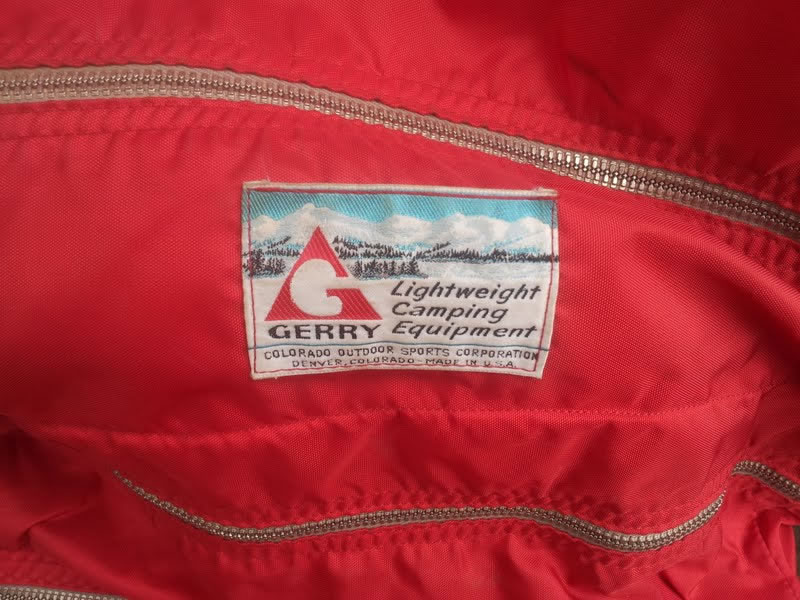 G
GERRY
Lightweight
Camping
Equipment
COLORADO OUTDOOR SPORTS CORPORATION
DENVER, COLORADO - MADE IN U.S.A.